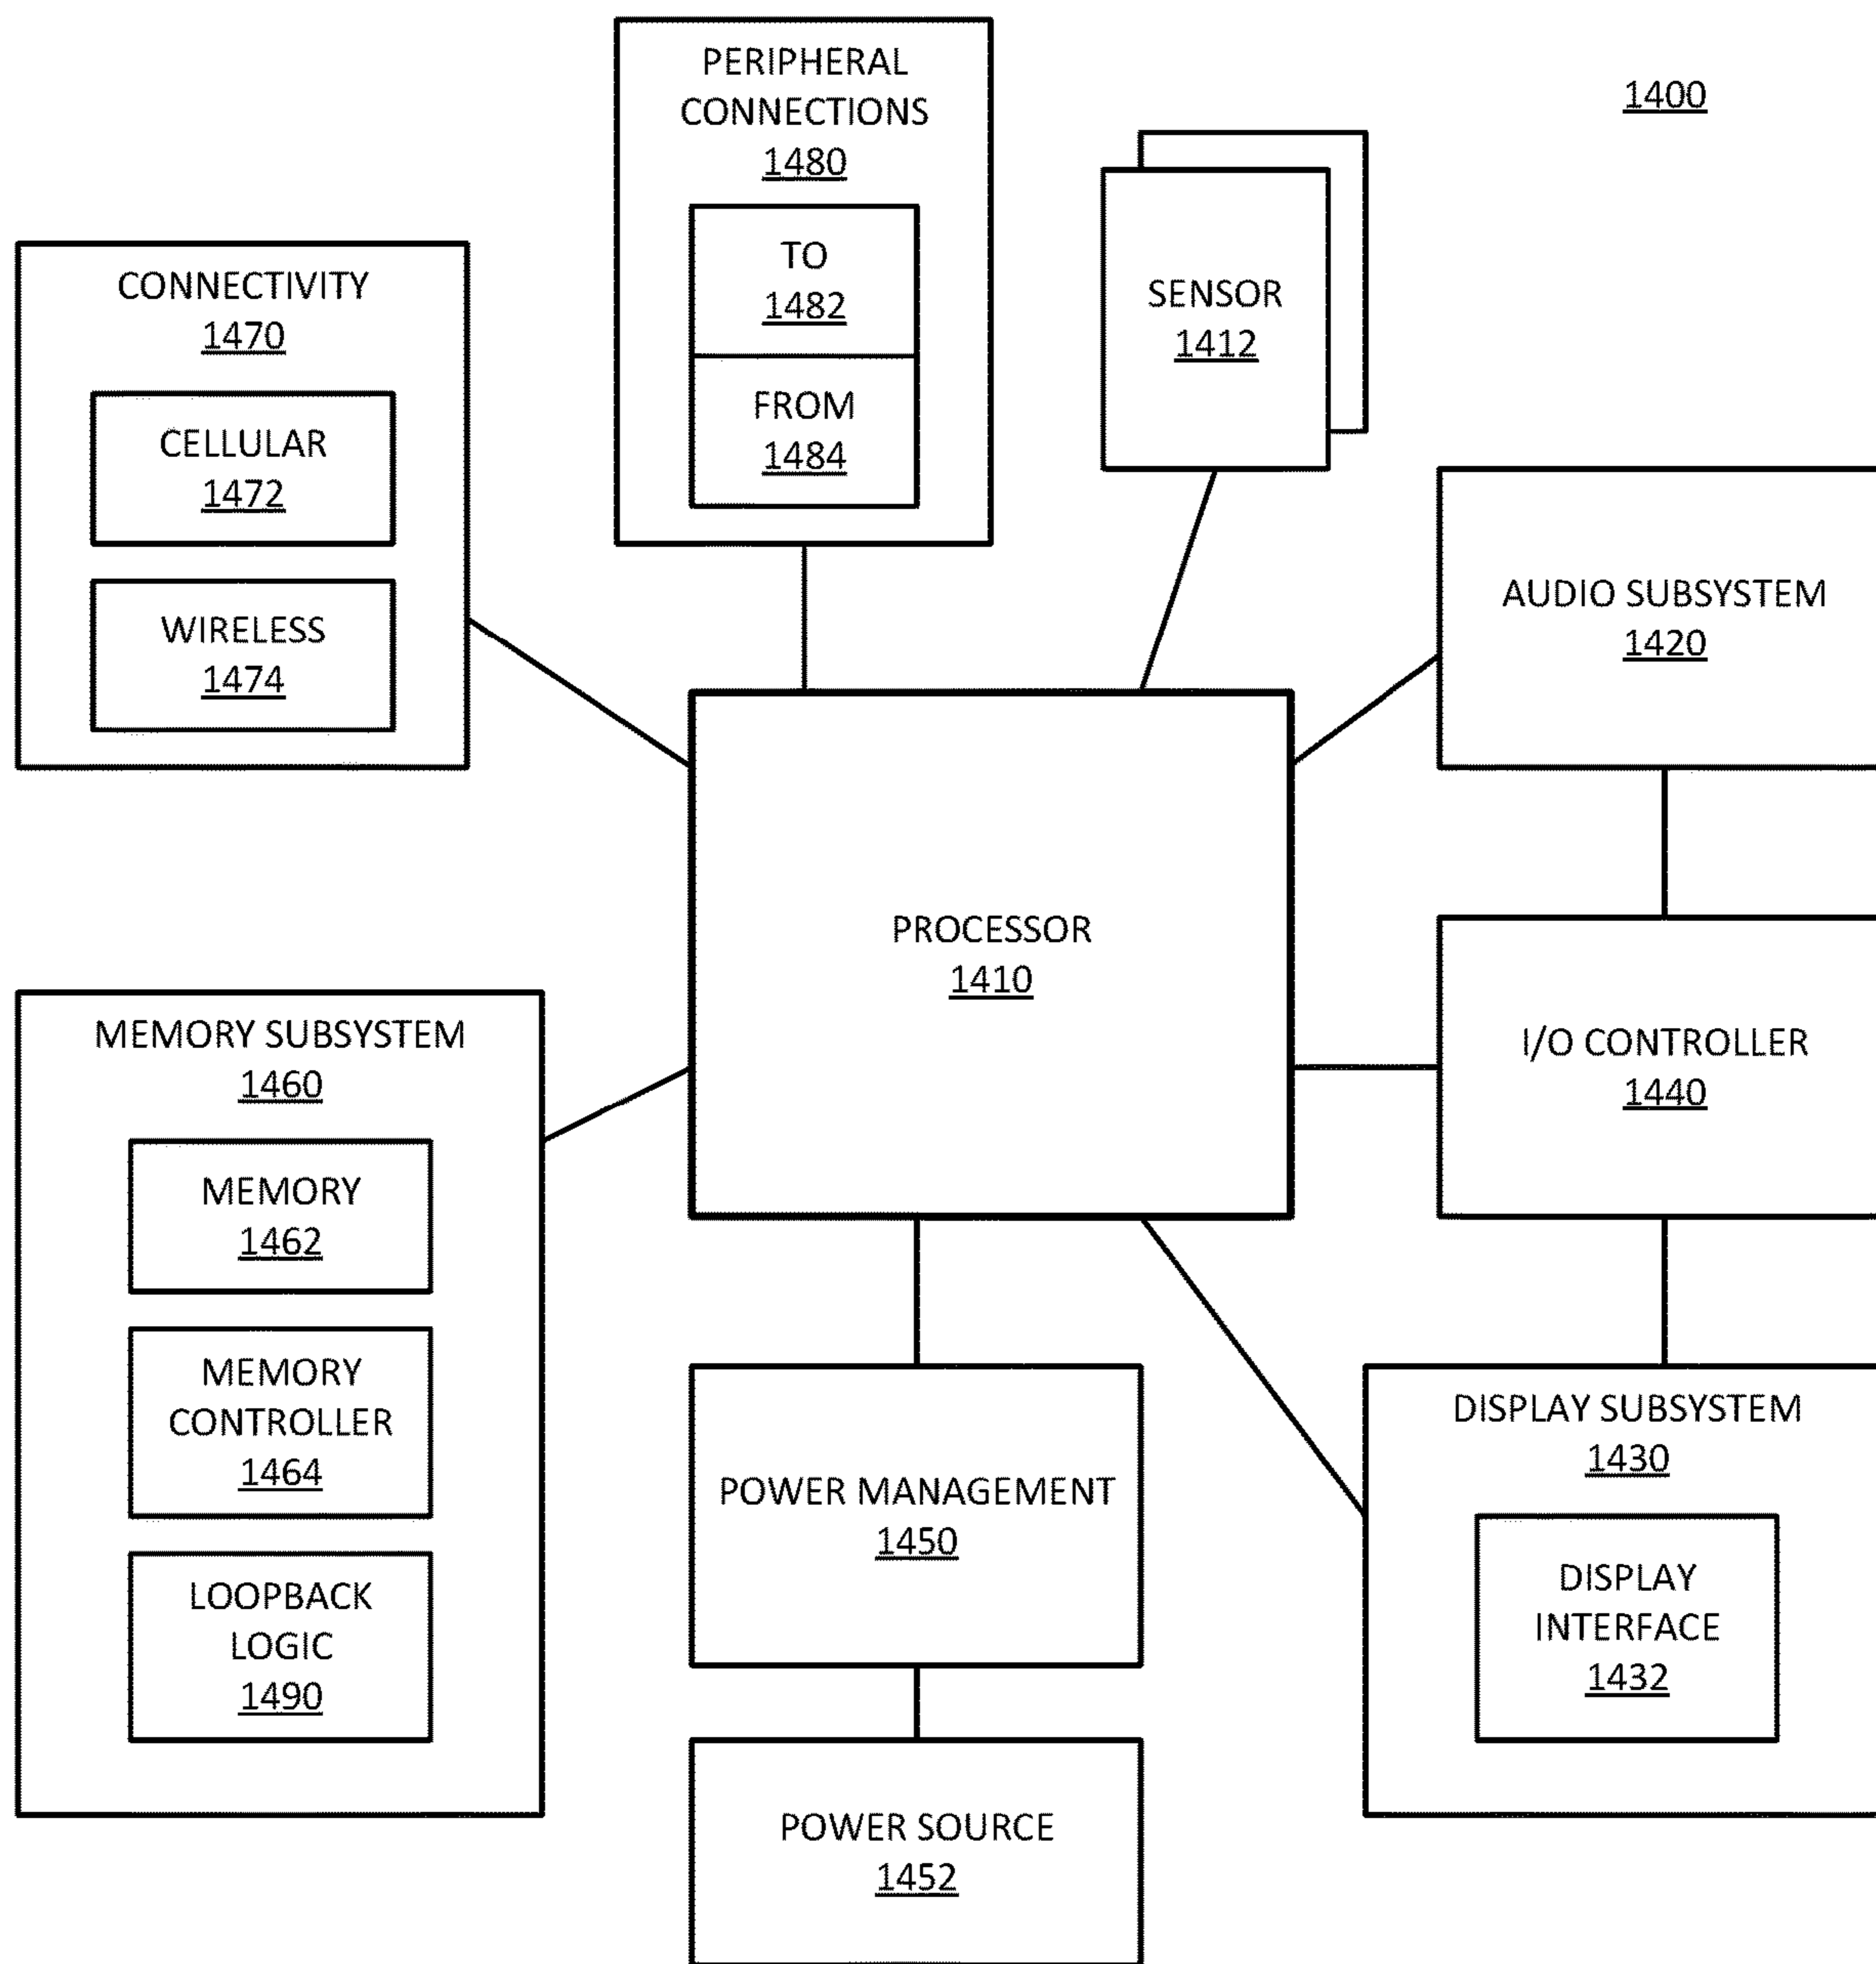 1400
PERIPHERAL
CONNECTIONS
1480
TO
1482
FROM
1484
SENSOR
1412
CONNECTIVITY
1470
CELLULAR
1472
WIRELESS
1474
AUDIO SUBSYSTEM
1420
PROCESSOR
1410
I/O CONTROLLER
1440
MEMORY SUBSYSTEM
1460
MEMORY
1462
MEMORY
CONTROLLER
1464
LOOPBACK
LOGIC
1490
POWER MANAGEMENT
1450
POWER SOURCE
1452
DISPLAY SUBSYSTEM
1430
DISPLAY
INTERFACE
1432